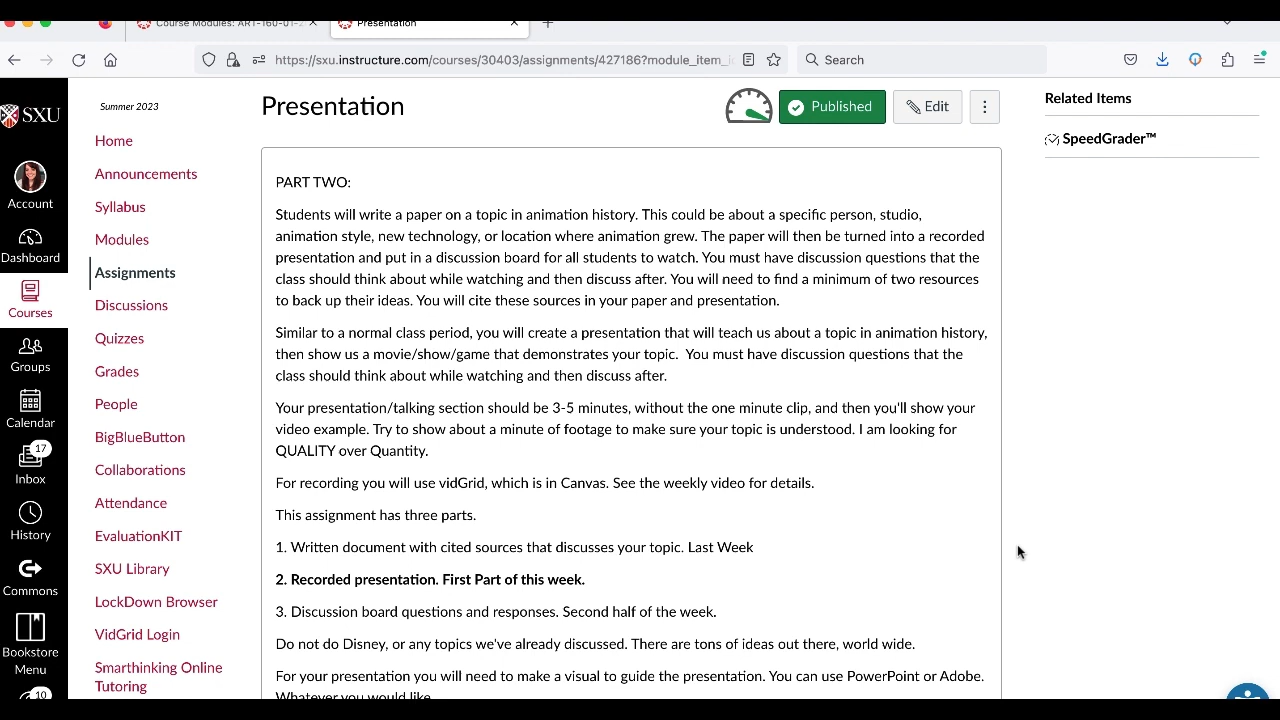 Course Modules: ART-160-01-2
Presentation
https://sxu.instructure.com/courses/30403/assignments/427186?module_item_i
Search
SXU
Account
Dashboard
Courses
Groups
Calendar
17
Inbox
History
Commons
Bookstore
Menu
10
Summer 2023
Home
Announcements
Syllabus
Modules
Assignments
Discussions
Quizzes
Grades
People
BigBlueButton
Collaborations
Attendance
EvaluationKIT
SXU Library
LockDown Browser
VidGrid Login
Smarthinking Online
Tutoring
Presentation
Published
Edit
PART TWO:
Students will write a paper on a topic in animation history. This could be about a specific person, studio,
animation style, new technology, or location where animation grew. The paper will then be turned into a recorded
presentation and put in a discussion board for all students to watch. You must have discussion questions that the
class should think about while watching and then discuss after. You will need to find a minimum of two resources
to back up their ideas. You will cite these sources in your paper and presentation.
Similar to a normal class period, you will create a presentation that will teach us about a topic in animation history,
then show us a movie/show/game that demonstrates your topic. You must have discussion questions that the
class should think about while watching and then discuss after.
Your presentation/talking section should be 3-5 minutes, without the one minute clip, and then you'll show your
video example. Try to show about a minute of footage to make sure your topic is understood. I am looking for
QUALITY over Quantity.
For recording you will use vidGrid, which is in Canvas. See the weekly video for details.
This assignment has three parts.
1. Written document with cited sources that discusses your topic. Last Week
2. Recorded presentation. First Part of this week.
3. Discussion board questions and responses. Second half of the week.
Do not do Disney, or any topics we've already discussed. There are tons of ideas out there, world wide.
For your presentation you will need to make a visual to guide the presentation. You can use PowerPoint or Adobe.
Whatever you would like
Related Items
SpeedGrader™